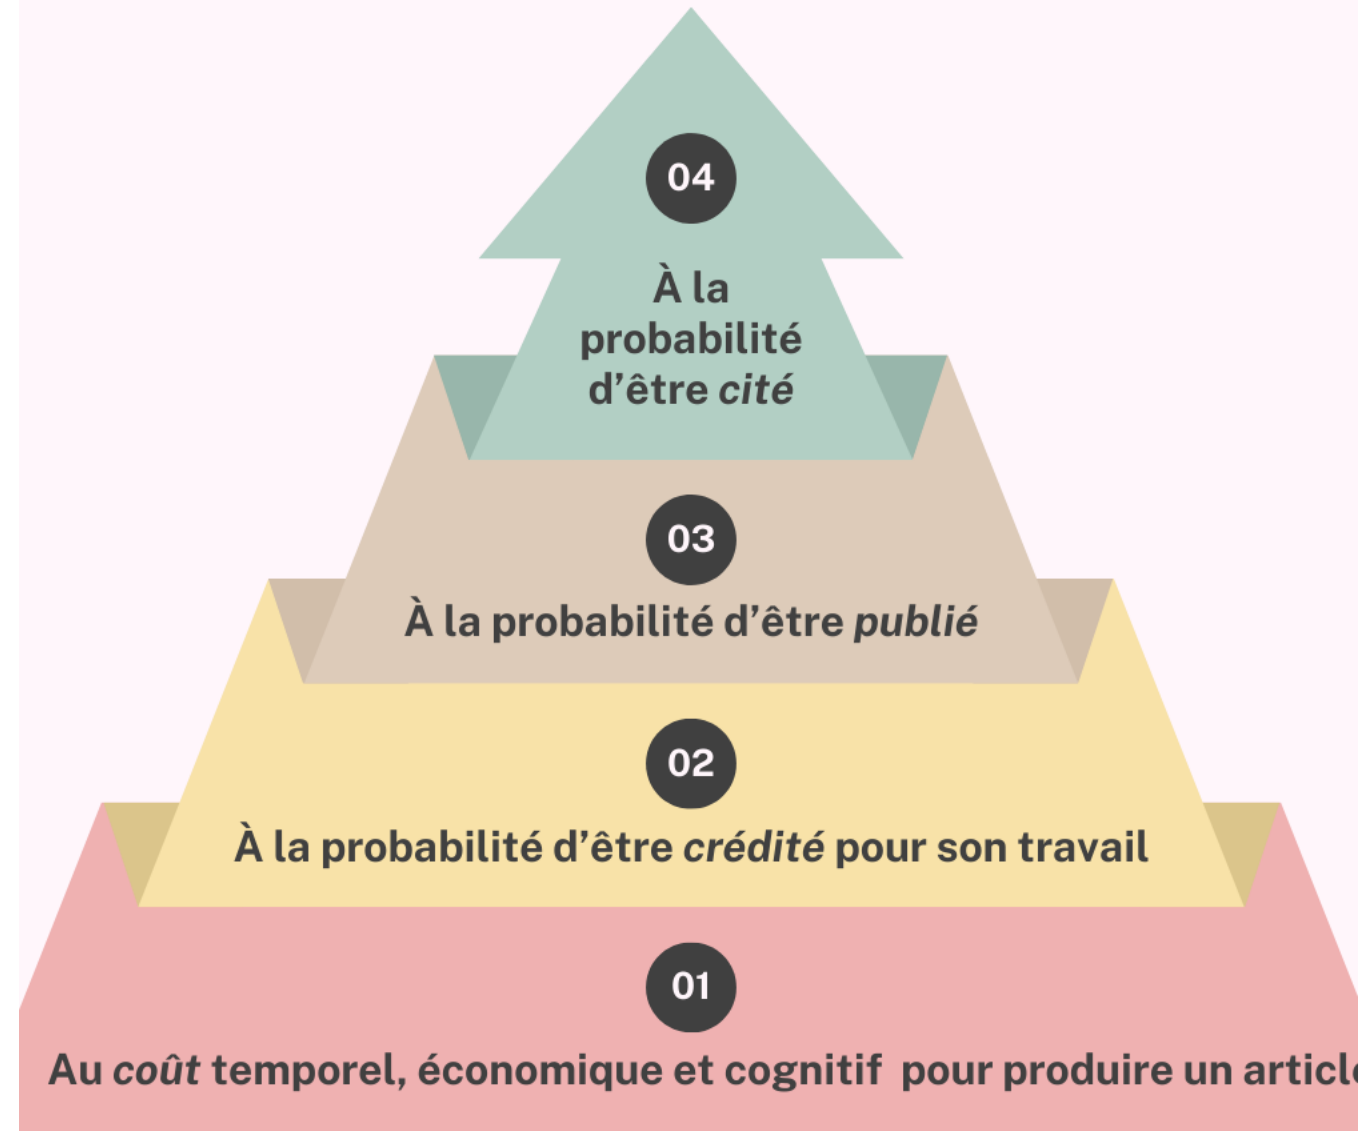 04
À la
probabilité
d’être cité
03
À la probabilité d’être publié
02
À la probabilité d’être crédité pour son travail
01
Au coût temporel, économique et cognitif  pour produire un article